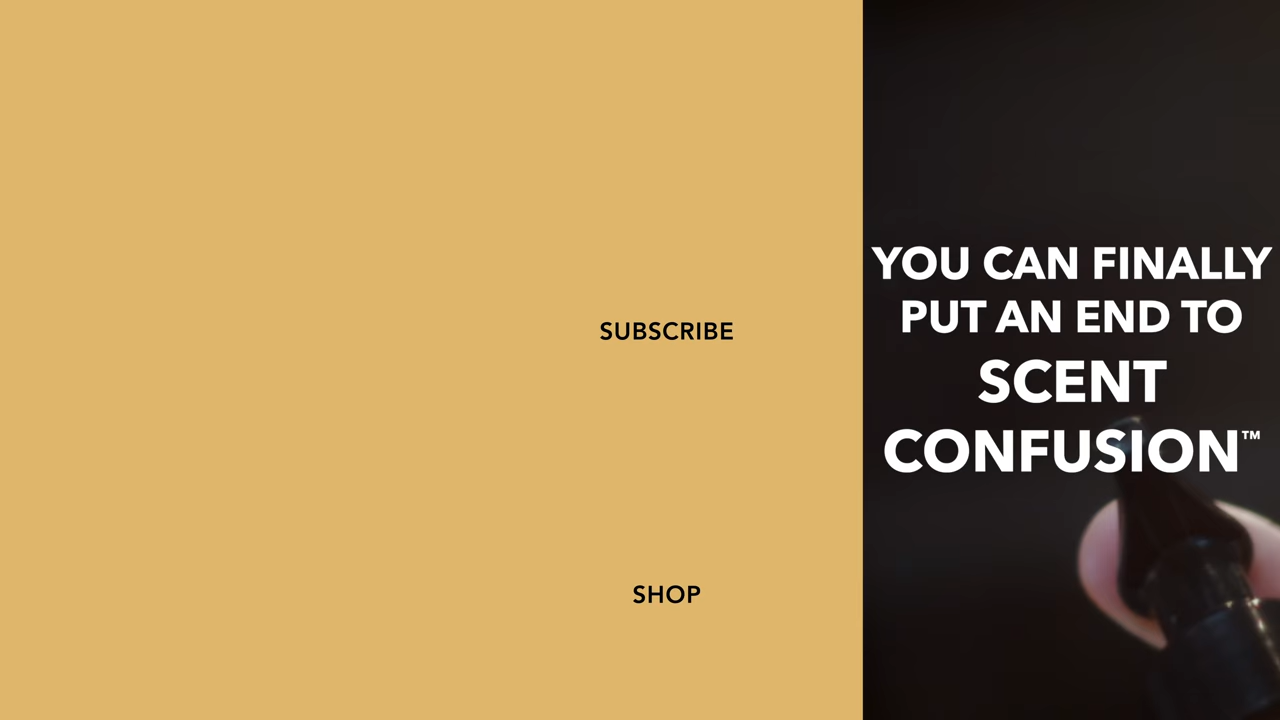 SUBSCRIBE
SHOP
YOU CAN FINALLY
PUT AN END TO
SCENT
CONFUSION™